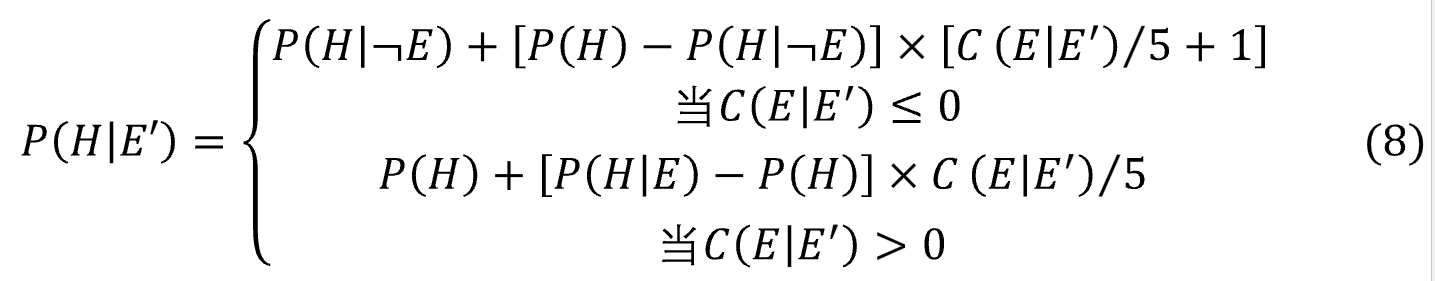 P(H|¬E) + [P(H) − P(H|¬E)] × [C (E|E′)/5 + 1]
当C(E|E′) ≤ 0
P(H|E′) = {
(8)
P(H) + [P(H|E) − P(H)] × C (E|E′)/5
当C(E|E′) > 0